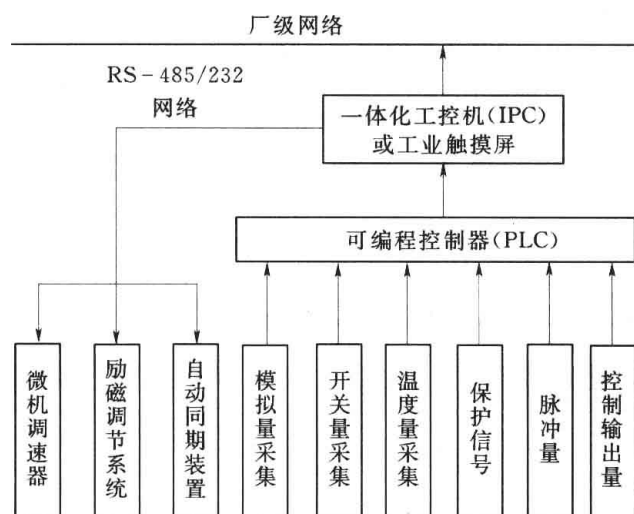 厂级网络
RS-485/232
网络
一体化工控机(IPC)
或工业触摸屏
可编程控制器(PLC)
微机调速器
励磁调节系统
自动同期装置
模拟量采集
开关量采集
温度量采集
保护信号
脉冲量
控制输出量